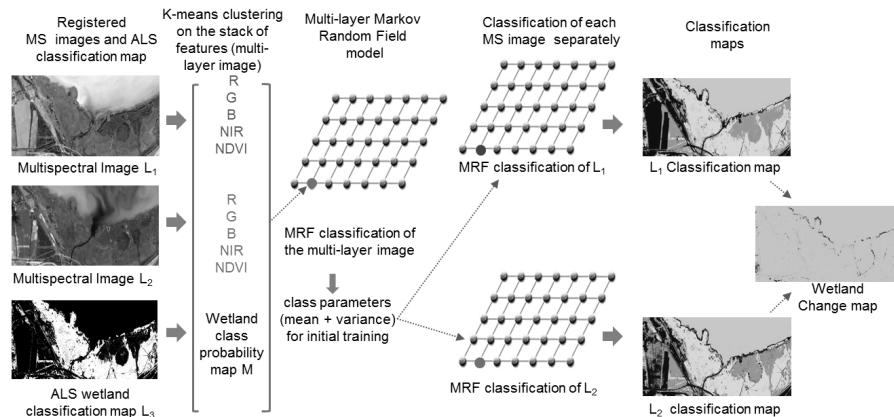 Registered
MS images and ALS
classification map
Multispectral Image L1
Multispectral Image L2
ALS wetland
classification map L3
K-means clustering
on the stack of
features (multi-
layer image)
R
G
B
NIR
NDVI
R
G
B
NIR
NDVI
Wetland
class
probability
map M
Multi-layer Markov
Random Field
model
MRF classification of
the multi-layer image
class parameters
(mean + variance)
for initial training
Classification of each
MS image separately
MRF classification of L1
MRF classification of L2
Classification
maps
L1 Classification map
L2 classification map
Wetland
Change map